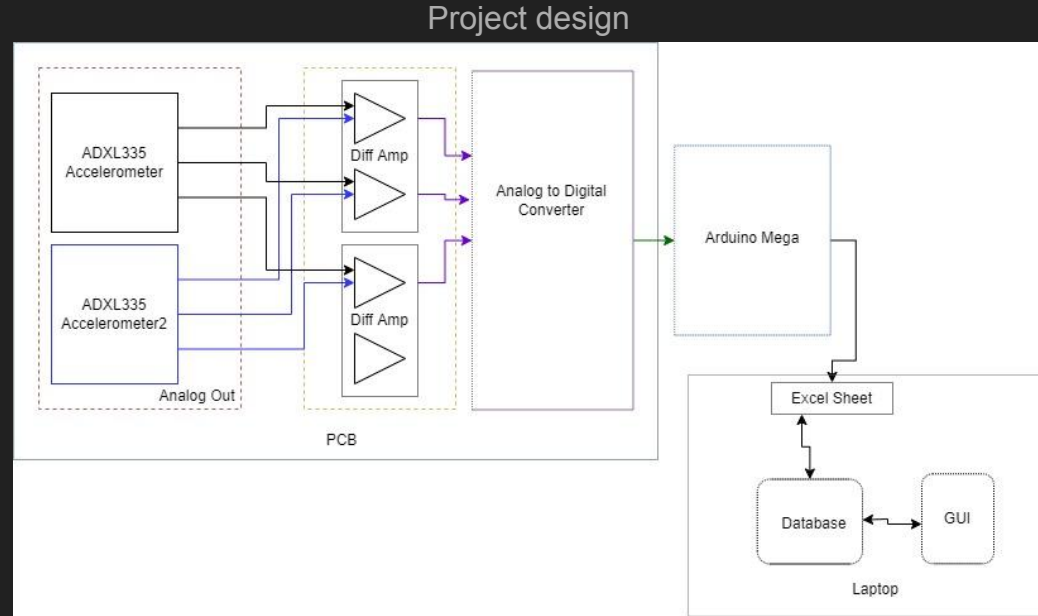 Project design
ADXL335
Accelerometer
Diff Amp
Analog to Digital
Converter
Arduino Mega
ADXL335
Accelerometer2
Diff Amp
Analog Out
Excel Sheet
PCB
Database
GUI
Laptop